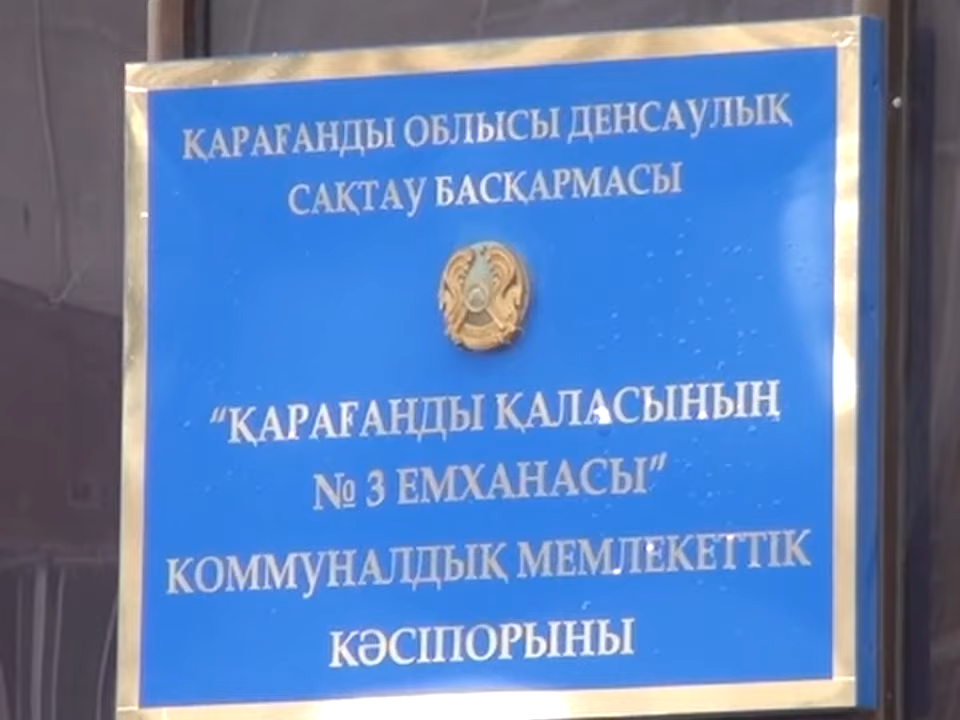 ҚАРАҒАНДЫ ОБЛЫСЫ ДЕНСАУЛЫҚ
САҚТАУ БАСҚАРМАСЫ
“ҚАРАҒАНДЫ ҚАЛАСЫНЫҢ
№ 3 ЕМХАНАСЫ”
КОММУНАЛДЫҚ МЕМЛЕКЕТТІК
КӘСІПОРЫНЫ